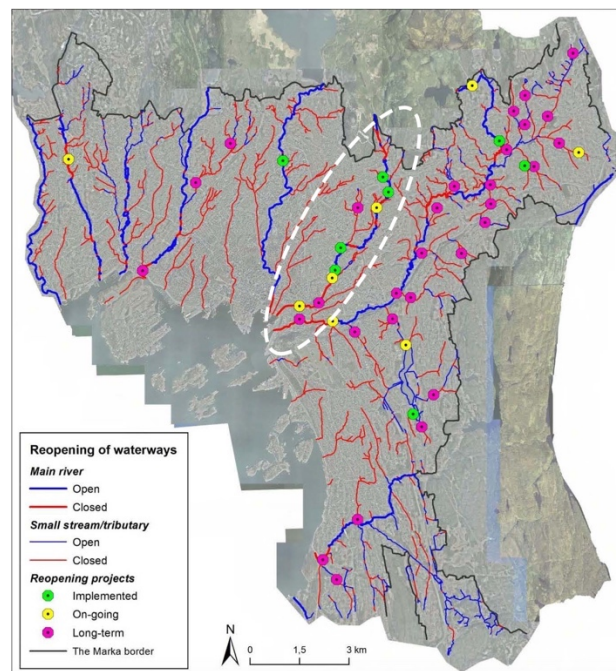 Reopening of waterways
Main river
Open
Closed
Small stream/tributary
Open
Closed
Reopening projects
Implemented
On-going
Long-term
The Marka border
N
0 1,5 3 km